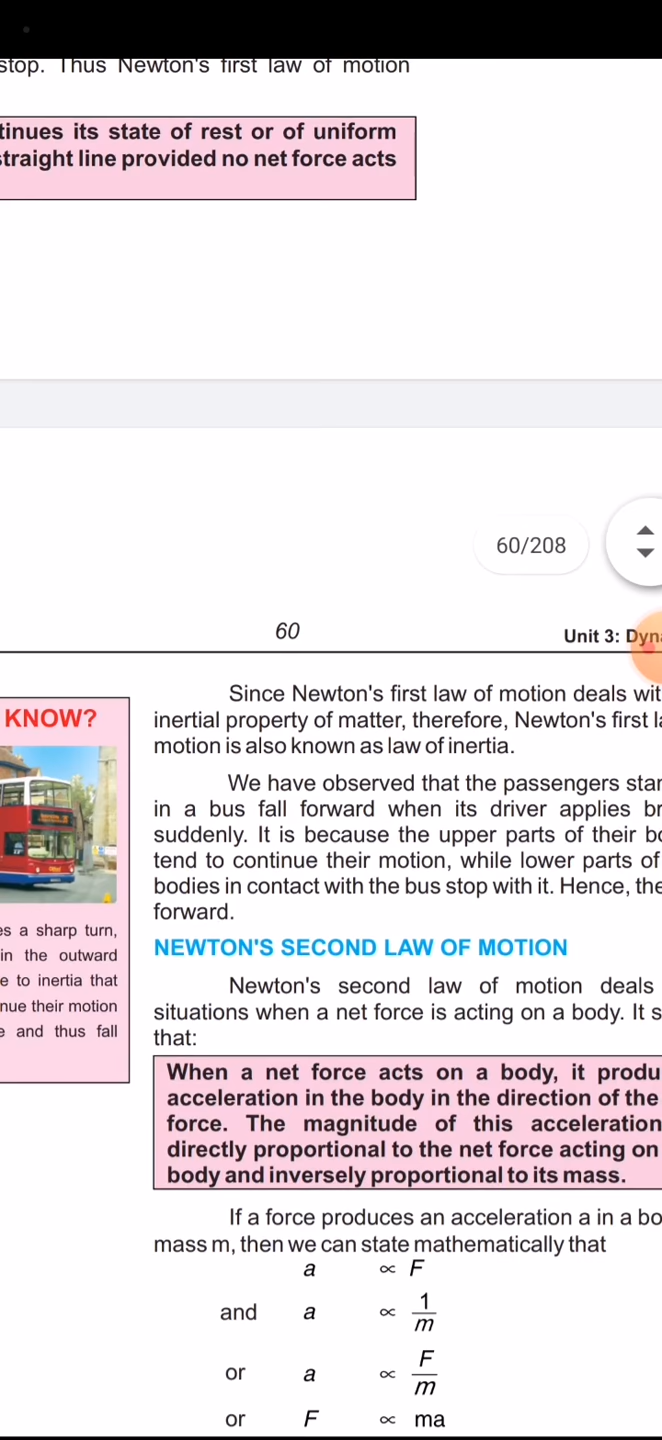 stop. Thus Newton's first law of motion
tinues its state of rest or of uniform
straight line provided no net force acts
60/208
60
Unit 3: Dyn
KNOW?
es a sharp turn,
in the outward
e to inertia that
nue their motion
e and thus fall
Since Newton's first law of motion deals wit
inertial property of matter, therefore, Newton's first l
motion is also known as law of inertia.
We have observed that the passengers star
in a bus fall forward when its driver applies br
suddenly. It is because the upper parts of their bo
tend to continue their motion, while lower parts of
bodies in contact with the bus stop with it. Hence, the
forward.
NEWTON'S SECOND LAW OF MOTION
Newton's second law of motion deals
situations when a net force is acting on a body. It s
that:
When a net force acts on a body, it produ
acceleration in the body in the direction of the
force. The magnitude of this acceleration
directly proportional to the net force acting on
body and inversely proportional to its mass.
If a force produces an acceleration a in a bo
mass m, then we can state mathematically that
a ∝ F
and a ∝ 1/m
or a ∝ F/m
or F ∝ ma